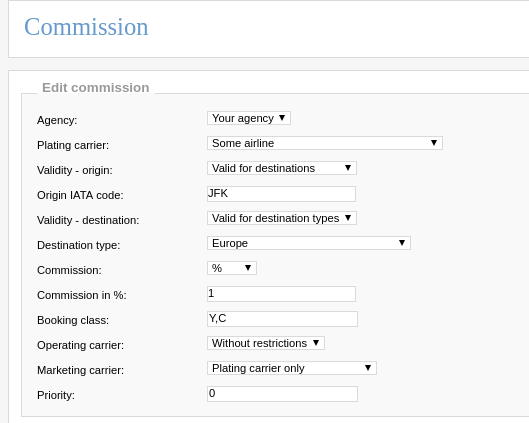 Commission
Edit commission
Agency: Your agency
Plating carrier: Some airline
Validity - origin: Valid for destinations
Origin IATA code: JFK
Validity - destination: Valid for destination types
Destination type: Europe
Commission: %
Commission in %: 1
Booking class: Y,C
Operating carrier: Without restrictions
Marketing carrier: Plating carrier only
Priority: 0